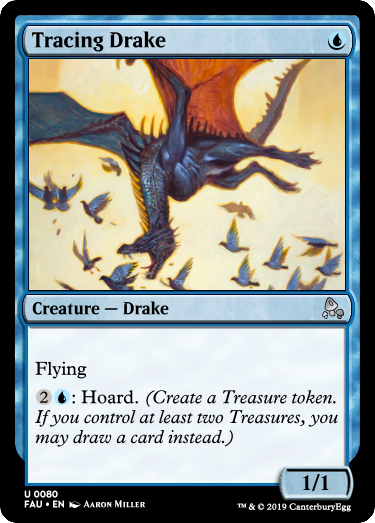 Tracing Drake
Creature — Drake
Flying
2: Hoard. (Create a Treasure token.
If you control at least two Treasures, you
may draw a card instead.)
1/1
U 0080
FAU • EN Aaron Miller
™ & © 2019 CanterburyEgg